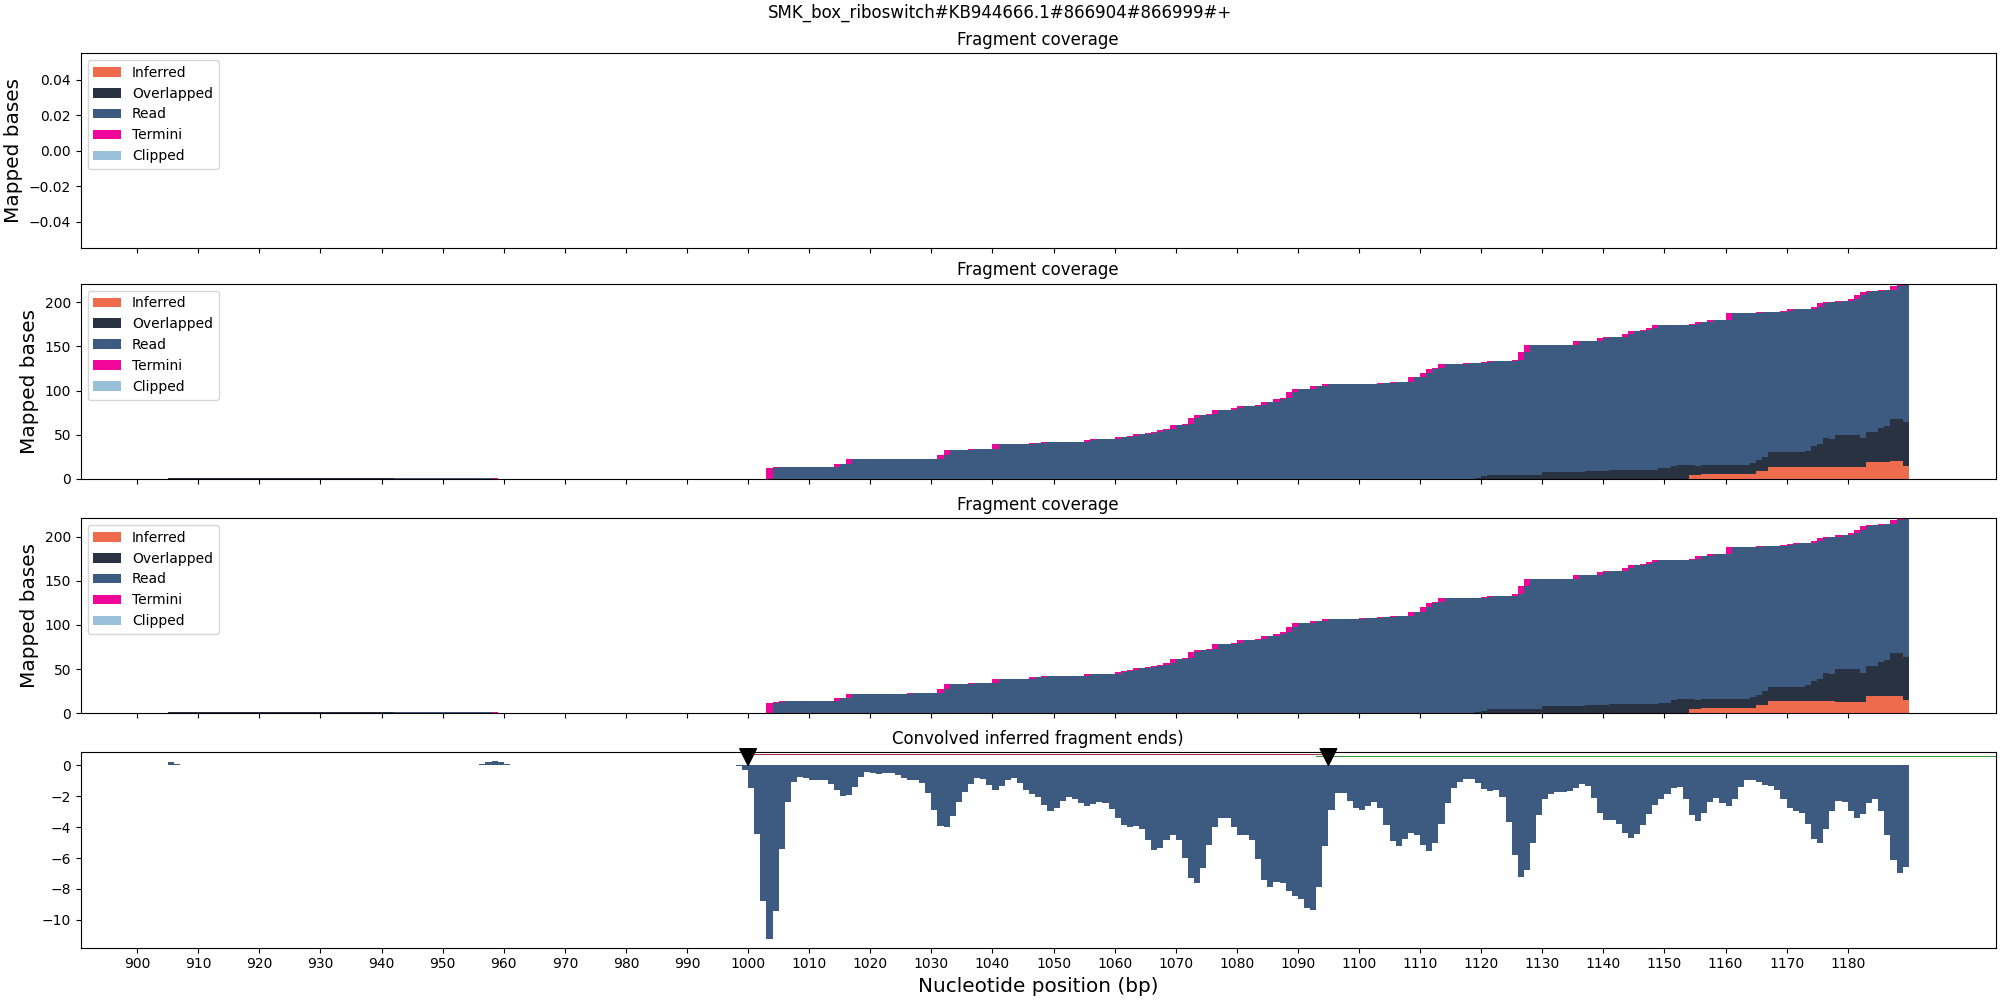 SMK_box_riboswitch#KB944666.1#866904#866999#+
Fragment coverage
Mapped bases
0.04
0.02
0.00
−0.02
−0.04
Inferred
Overlapped
Read
Termini
Clipped
Fragment coverage
Mapped bases
200
150
100
50
0
Inferred
Overlapped
Read
Termini
Clipped
Fragment coverage
Mapped bases
200
150
100
50
0
Inferred
Overlapped
Read
Termini
Clipped
Convolved inferred fragment ends)
0
−2
−4
−6
−8
−10
900 910 920 930 940 950 960 970 980 990 1000 1010 1020 1030 1040 1050 1060 1070 1080 1090 1100 1110 1120 1130 1140 1150 1160 1170 1180
Nucleotide position (bp)